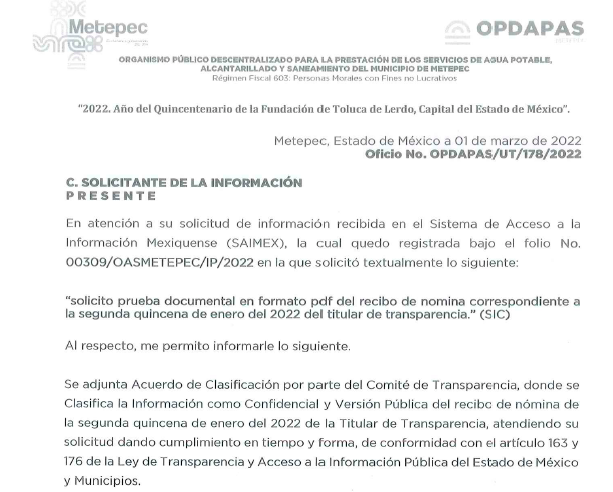 Metepec
OPDAPAS
ORGANISMO PÚBLICO DESCENTRALIZADO PARA LA PRESTACIÓN DE LOS SERVICIOS DE AGUA POTABLE,
ALCANTARILLADO Y SANEAMIENTO DEL MUNICIPIO DE METEPEC
Régimen Fiscal 603: Personas Morales con Fines no Lucrativos
"2022. Año del Quincentenario de la Fundación de Toluca de Lerdo, Capital del Estado de México".
Metepec, Estado de México a 01 de marzo de 2022
Oficio No. OPDAPAS/UT/178/2022
C. SOLICITANTE DE LA INFORMACIÓN
P R E S E N T E
En atención a su solicitud de información recibida en el Sistema de Acceso a la
Información Mexiquense (SAIMEX), la cual quedo registrada bajo el folio No.
00309/OASMETEPEC/IP/2022 en la que solicitó textualmente lo siguiente:
"solicito prueba documental en formato pdf del recibo de nomina correspondiente a
la segunda quincena de enero del 2022 del titular de transparencia." (SIC)
Al respecto, me permito informarle lo siguiente.
Se adjunta Acuerdo de Clasificación por parte del Comité de Transparencia, donde se
Clasifica la Información como Confidencial y Versión Pública del recibo de nómina de
la segunda quincena de enero del 2022 de la Titular de Transparencia, atendiendo su
solicitud dando cumplimiento en tiempo y forma, de conformidad con el artículo 163 y
176 de la Ley de Transparencia y Acceso a la Información Pública del Estado de México
y Municipios.